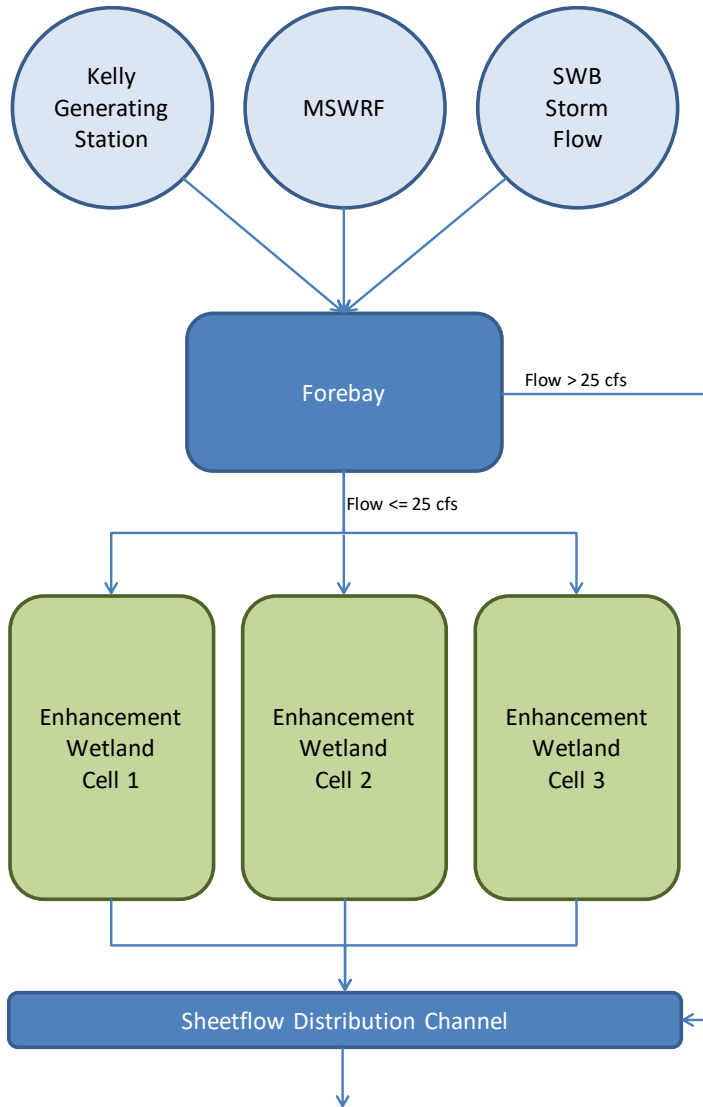 Kelly
Generating
Station
MSWRF
SWB
Storm
Flow
Forebay
Flow > 25 cfs
Flow <= 25 cfs
Enhancement
Wetland
Cell 1
Enhancement
Wetland
Cell 2
Enhancement
Wetland
Cell 3
Sheetflow Distribution Channel